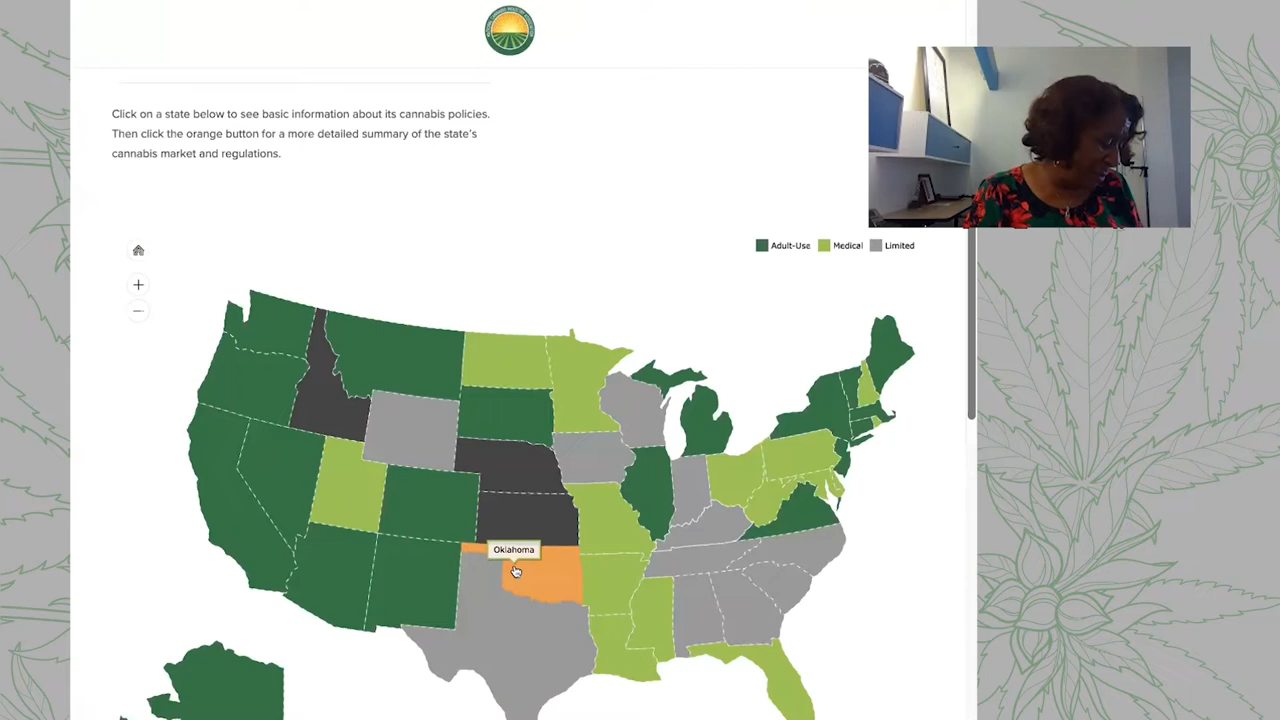 Click on a state below to see basic information about its cannabis policies.
Then click the orange button for a more detailed summary of the state's
cannabis market and regulations.
Adult-Use
Medical
Limited
Oklahoma